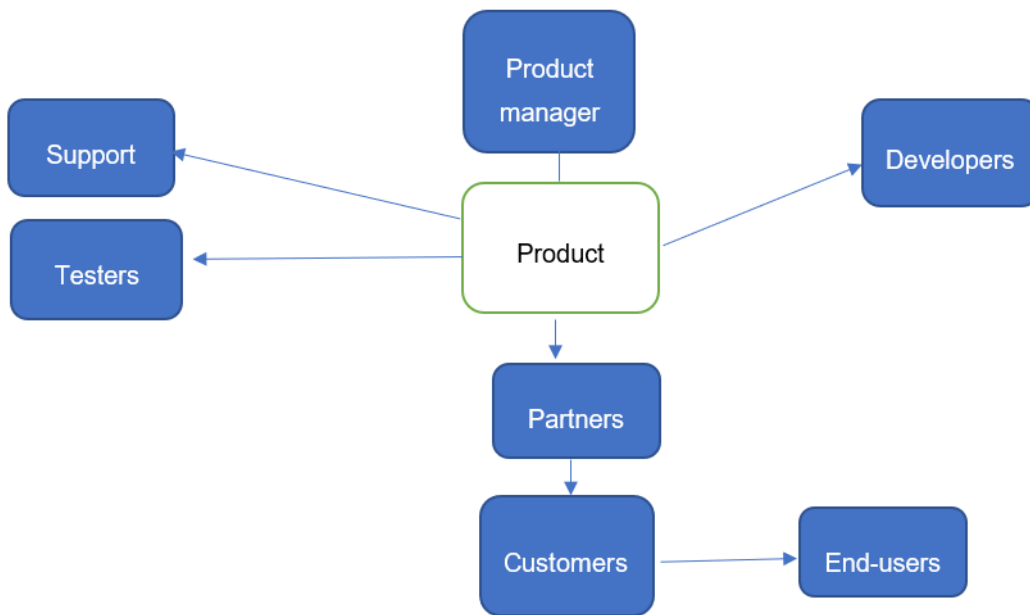 Product
manager
Support
Developers
Product
Testers
Partners
Customers
End-users